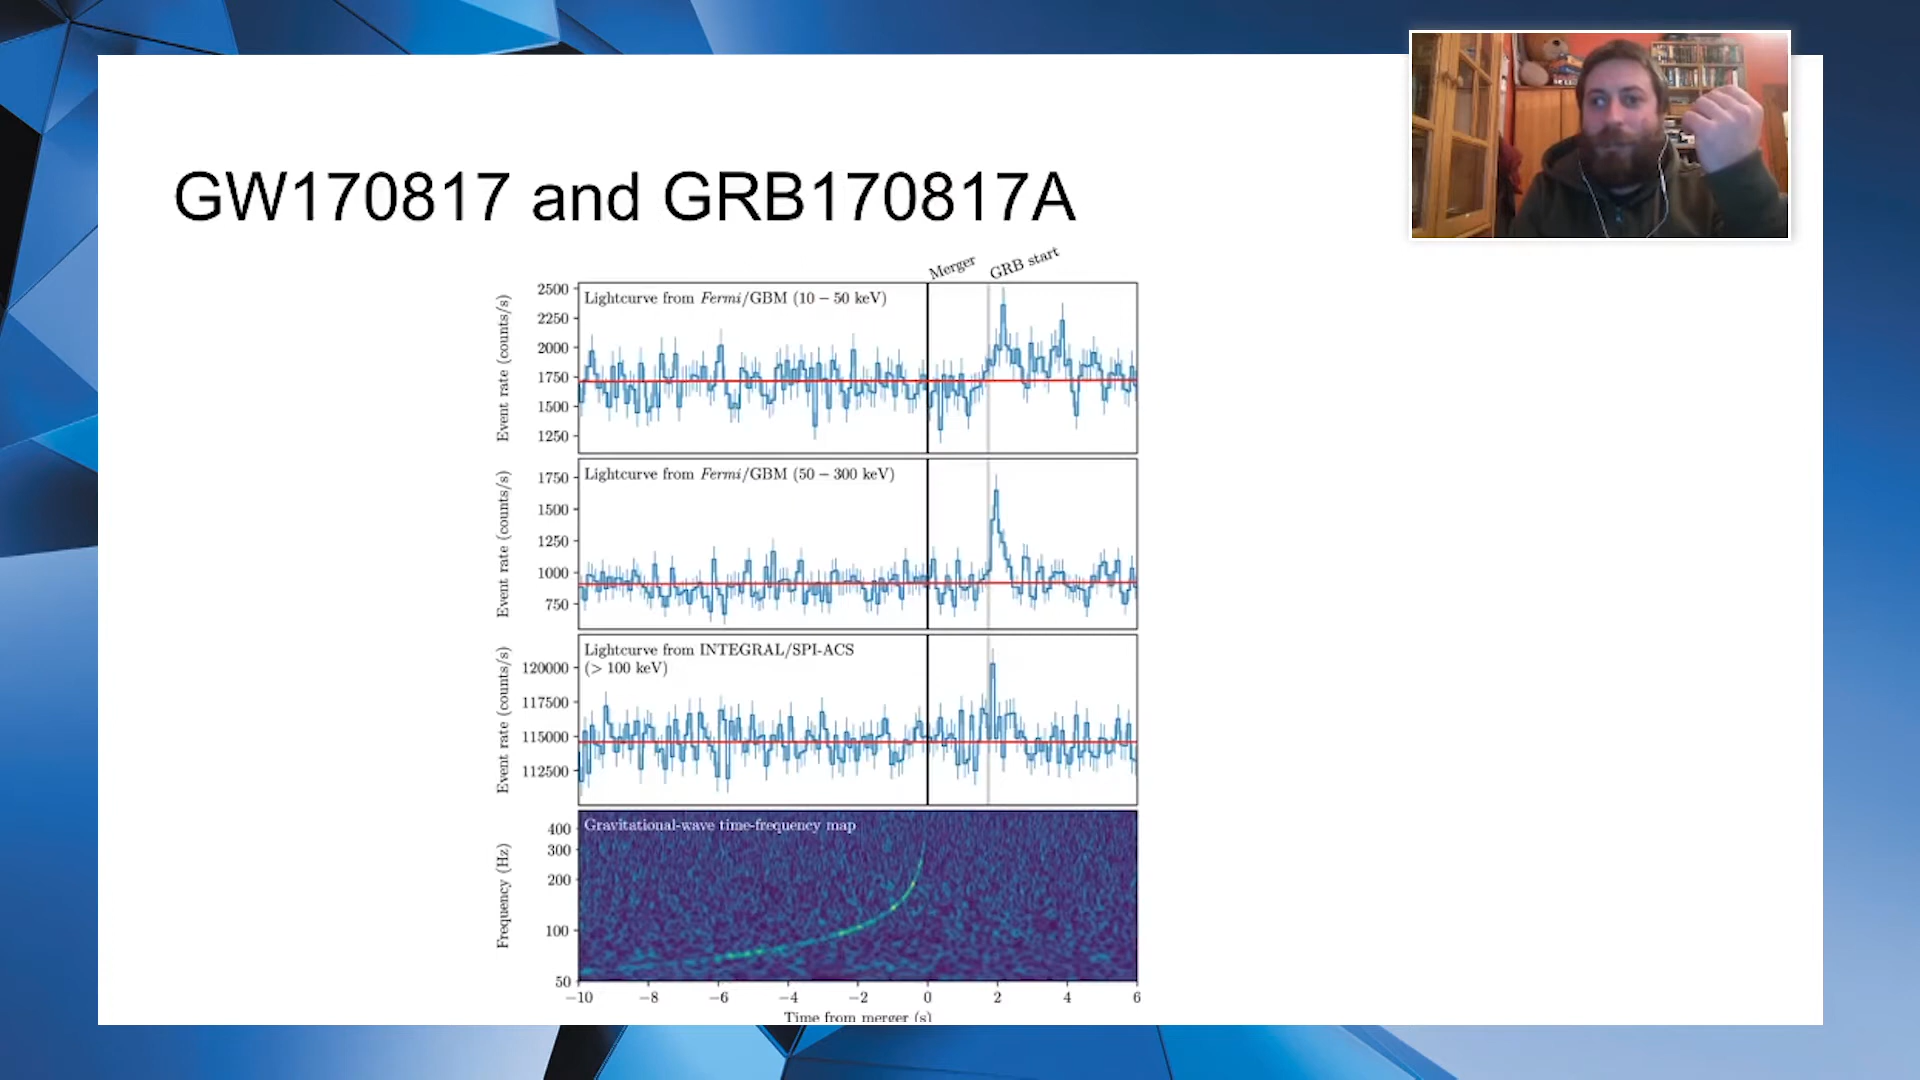 GW170817 and GRB170817A
Merger
GRB start
Lightcurve from Fermi/GBM (10 − 50 keV)
Event rate (counts/s)
2500
2250
2000
1750
1500
1250
Lightcurve from Fermi/GBM (50 − 300 keV)
Event rate (counts/s)
1750
1500
1250
1000
750
Lightcurve from INTEGRAL/SPI-ACS
(> 100 keV)
Event rate (counts/s)
120000
117500
115000
112500
Gravitational-wave time-frequency map
Frequency (Hz)
400
300
200
100
50
−10 −8 −6 −4 −2 0 2 4 6
Time from merger (s)